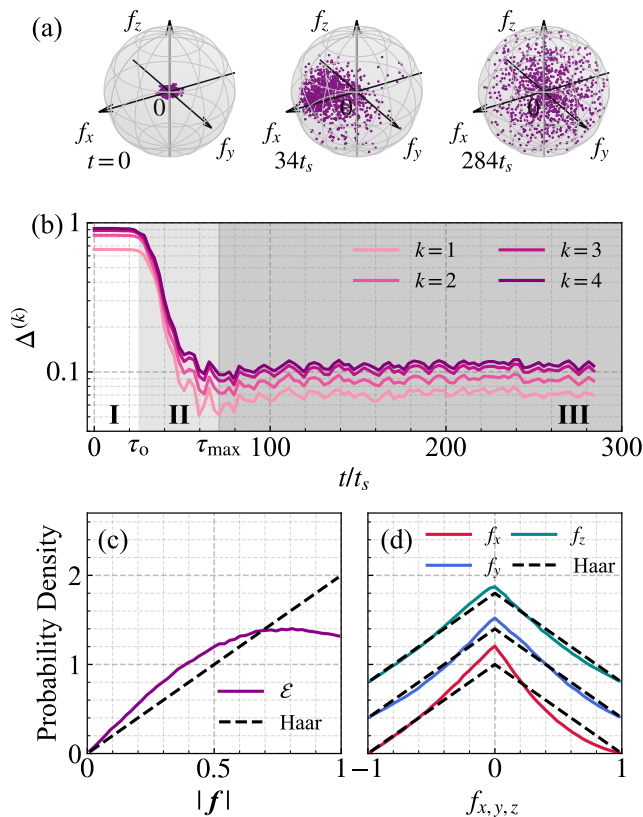 (a)
f_z f_z f_z
0 0 0
f_x f_y f_x f_y f_x f_y
t=0 34t_s 284t_s
(b)
1
k=1 k=3
k=2 k=4
Δ^(k)
0.1
I II III
0 τ_o τ_max 100 200 300
t/t_s
(c) (d)
f_x f_z
f_y Haar
Probability Density
2
1
ℰ
Haar
0
0 0.5 1 −1 0 1
|f| f_{x,y,z}